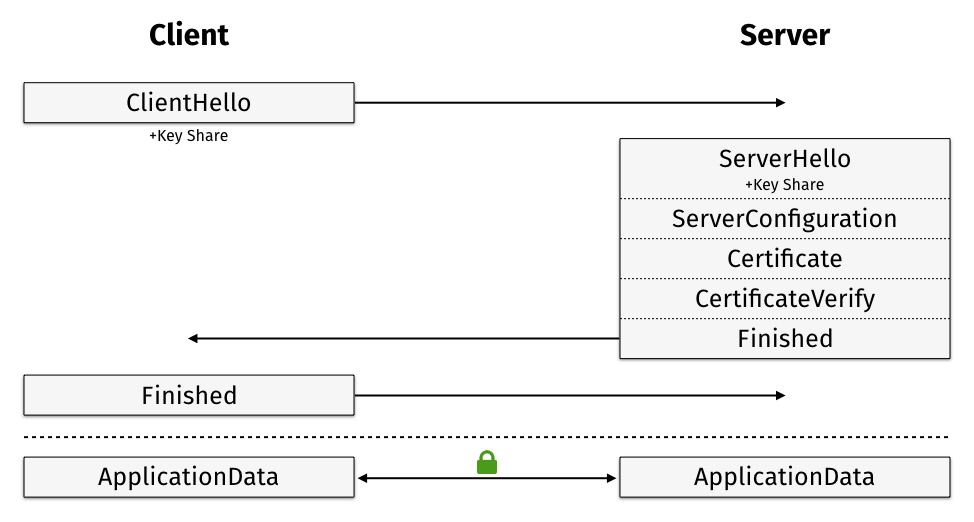 Client
Server
ClientHello
+Key Share
ServerHello
+Key Share
ServerConfiguration
Certificate
CertificateVerify
Finished
Finished
ApplicationData
ApplicationData